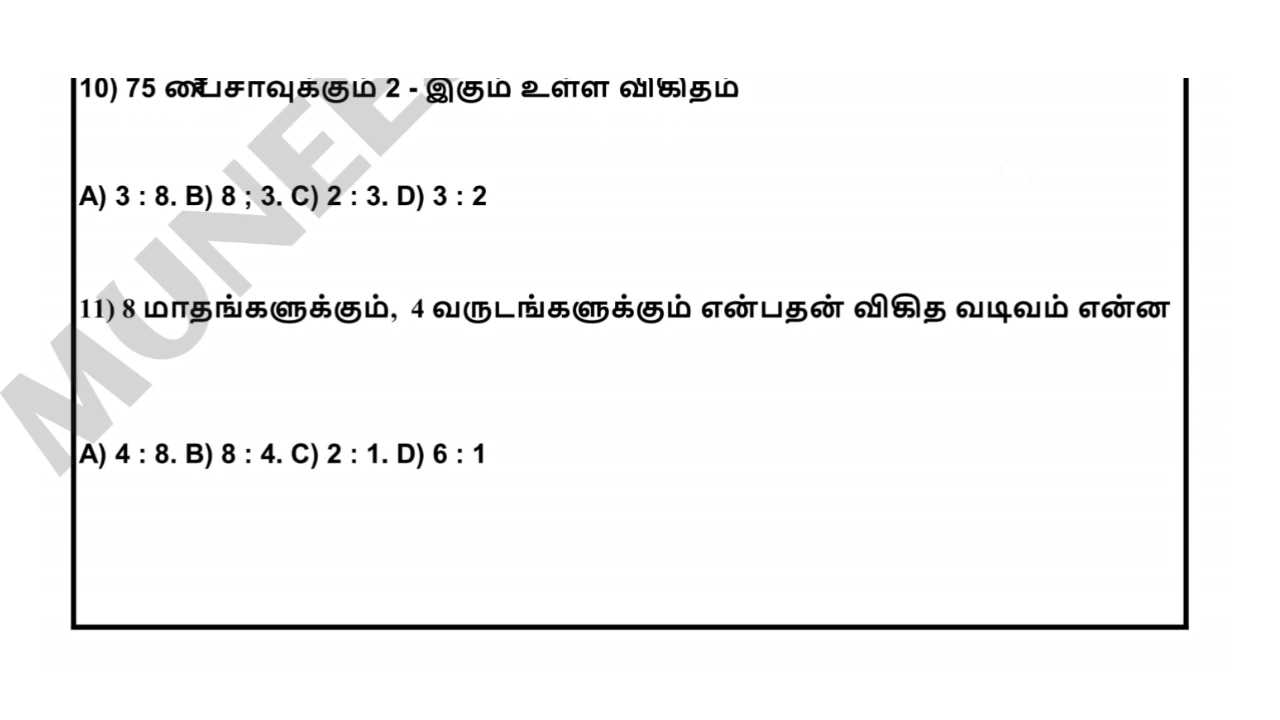 10) 75 பைசாவுக்கும் ₹ 2 - இகும் உள்ள விகிதம்
A) 3 : 8. B) 8 ; 3. C) 2 : 3. D) 3 : 2
11) 8 மாதங்களுக்கும், 4 வருடங்களுக்கும் என்பதன் விகித வடிவம் என்ன
A) 4 : 8. B) 8 : 4. C) 2 : 1. D) 6 : 1